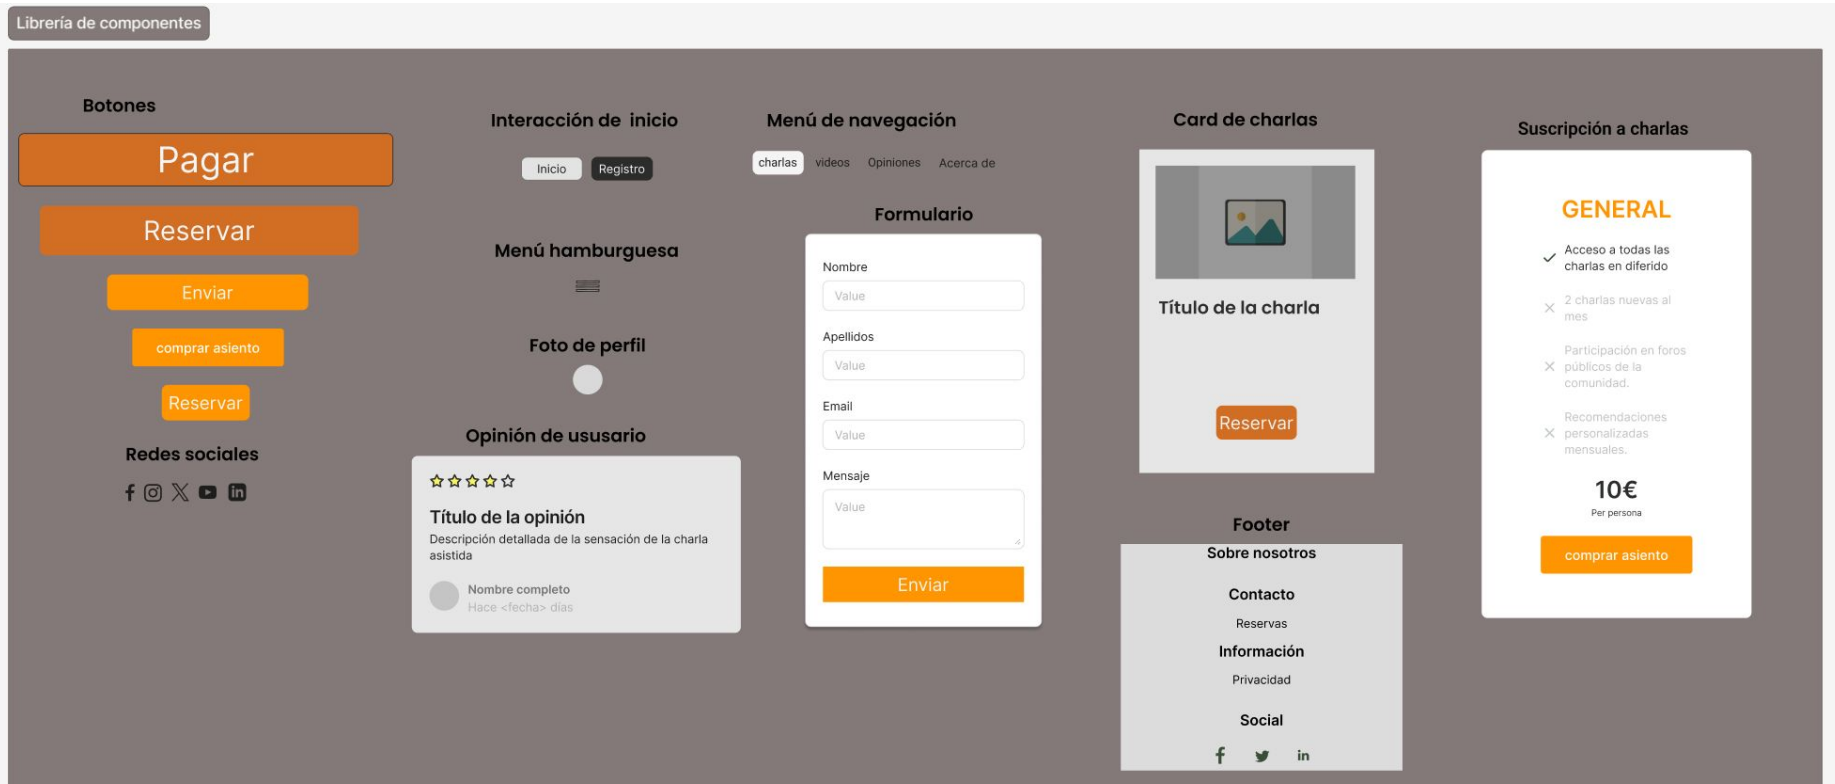 Librería de componentes
Botones
Pagar
Reservar
Enviar
comprar asiento
Reservar
Redes sociales
Interacción de inicio
Inicio
Registro
Menú hamburguesa
Foto de perfil
Opinión de ususario
Título de la opinión
Descripción detallada de la sensación de la charla
asistida
Nombre completo
Hace <fecha> días
Menú de navegación
charlas
videos
Opiniones
Acerca de
Formulario
Nombre
Value
Apellidos
Value
Email
Value
Mensaje
Value
Enviar
Card de charlas
Título de la charla
Reservar
Footer
Sobre nosotros
Contacto
Reservas
Información
Privacidad
Social
Suscripción a charlas
GENERAL
Acceso a todas las
charlas en diferido
2 charlas nuevas al
mes
Participación en foros
públicos de la
comunidad.
Recomendaciones
personalizadas
mensuales.
10€
Per persona
comprar asiento